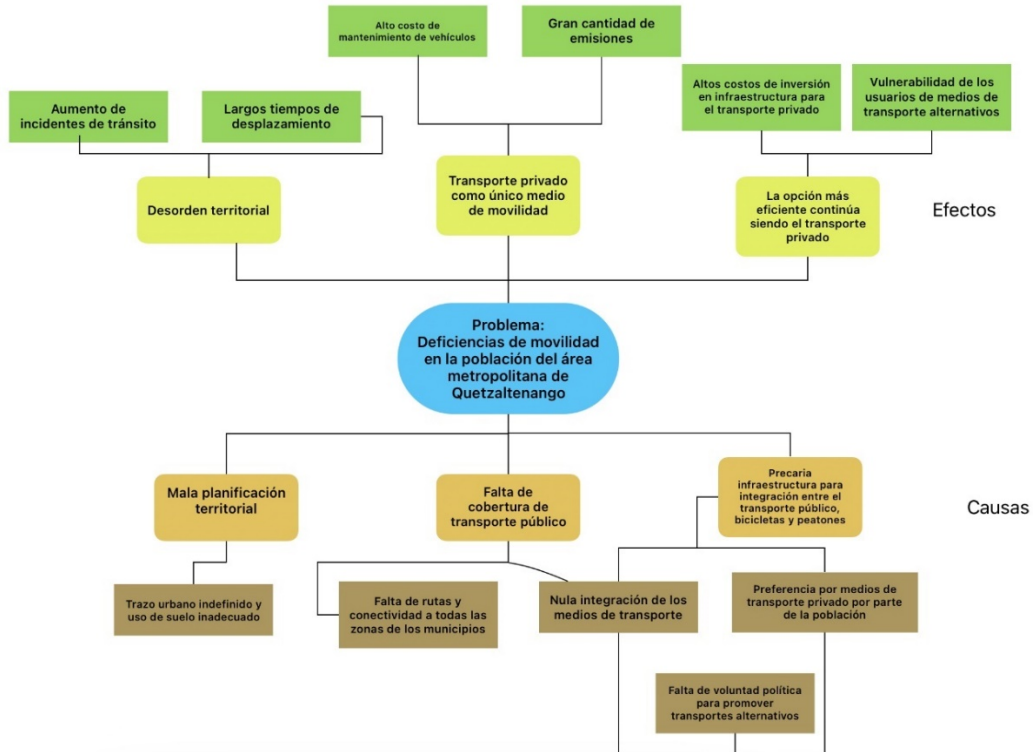 Alto costo de
mantenimiento de vehículos
Gran cantidad de
emisiones
Aumento de
incidentes de tránsito
Largos tiempos de
desplazamiento
Altos costos de inversión
en infraestructura para
el transporte privado
Vulnerabilidad de los
usuarios de medios de
transporte alternativos
Desorden territorial
Transporte privado
como único medio
de movilidad
La opción más
eficiente continúa
siendo el transporte
privado
Efectos
Problema:
Deficiencias de movilidad
en la población del área
metropolitana de
Quetzaltenango
Mala planificación
territorial
Falta de
cobertura de
transporte público
Precaria
infraestructura para
integración entre el
transporte público,
bicicletas y peatones
Causas
Trazo urbano indefinido y
uso de suelo inadecuado
Falta de rutas y
conectividad a todas las
zonas de los municipios
Nula integración de los
medios de transporte
Preferencia por medios de
transporte privado por parte
de la población
Falta de voluntad política
para promover
transportes alternativos